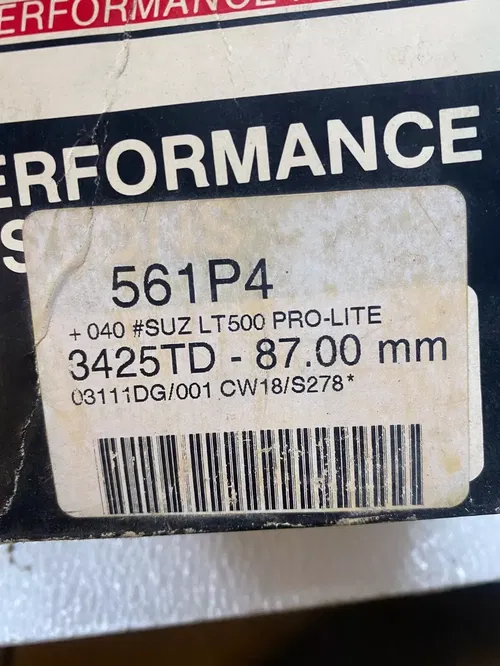 ERFORMANCE
ERFORMANCE
S
561P4
+ 040 #SUZ LT500 PRO-LITE
3425TD - 87.00 mm
03111DG/001 CW18/S278*